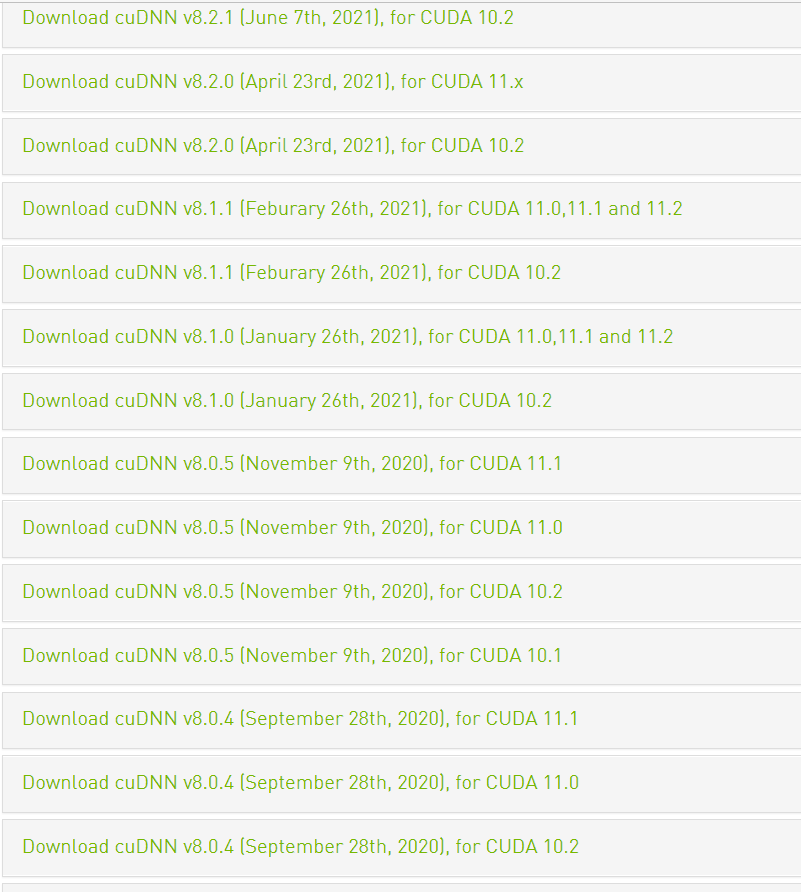 Download cuDNN v8.2.1 (June 7th, 2021), for CUDA 10.2
Download cuDNN v8.2.0 (April 23rd, 2021), for CUDA 11.x
Download cuDNN v8.2.0 (April 23rd, 2021), for CUDA 10.2
Download cuDNN v8.1.1 (Feburary 26th, 2021), for CUDA 11.0,11.1 and 11.2
Download cuDNN v8.1.1 (Feburary 26th, 2021), for CUDA 10.2
Download cuDNN v8.1.0 (January 26th, 2021), for CUDA 11.0,11.1 and 11.2
Download cuDNN v8.1.0 (January 26th, 2021), for CUDA 10.2
Download cuDNN v8.0.5 (November 9th, 2020), for CUDA 11.1
Download cuDNN v8.0.5 (November 9th, 2020), for CUDA 11.0
Download cuDNN v8.0.5 (November 9th, 2020), for CUDA 10.2
Download cuDNN v8.0.5 (November 9th, 2020), for CUDA 10.1
Download cuDNN v8.0.4 (September 28th, 2020), for CUDA 11.1
Download cuDNN v8.0.4 (September 28th, 2020), for CUDA 11.0
Download cuDNN v8.0.4 (September 28th, 2020), for CUDA 10.2